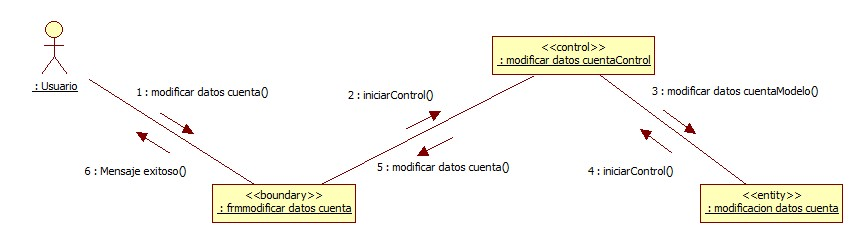 <<control>>
: modificar datos cuentaControl
: Usuario
1 : modificar datos cuenta()
2 : iniciarControl()
3 : modificar datos cuentaModelo()
6 : Mensaje exitoso()
5 : modificar datos cuenta()
4 : iniciarControl()
<<boundary>>
: frmmodificar datos cuenta
<<entity>>
: modificacion datos cuenta